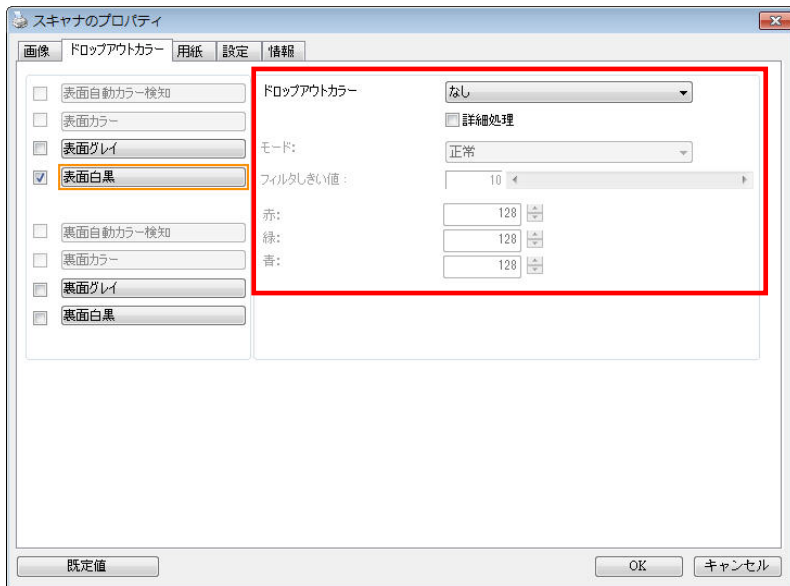 スキャナのプロパティ
画像 ドロップアウトカラー 用紙 設定 情報
表面自動カラー検知
表面カラー
表面グレイ
表面白黒
裏面自動カラー検知
裏面カラー
裏面グレイ
裏面白黒
ドロップアウトカラー なし
詳細処理
モード: 正常
フィルタしきい値: 10
赤: 128
緑: 128
青: 128
既定値 OK キャンセル